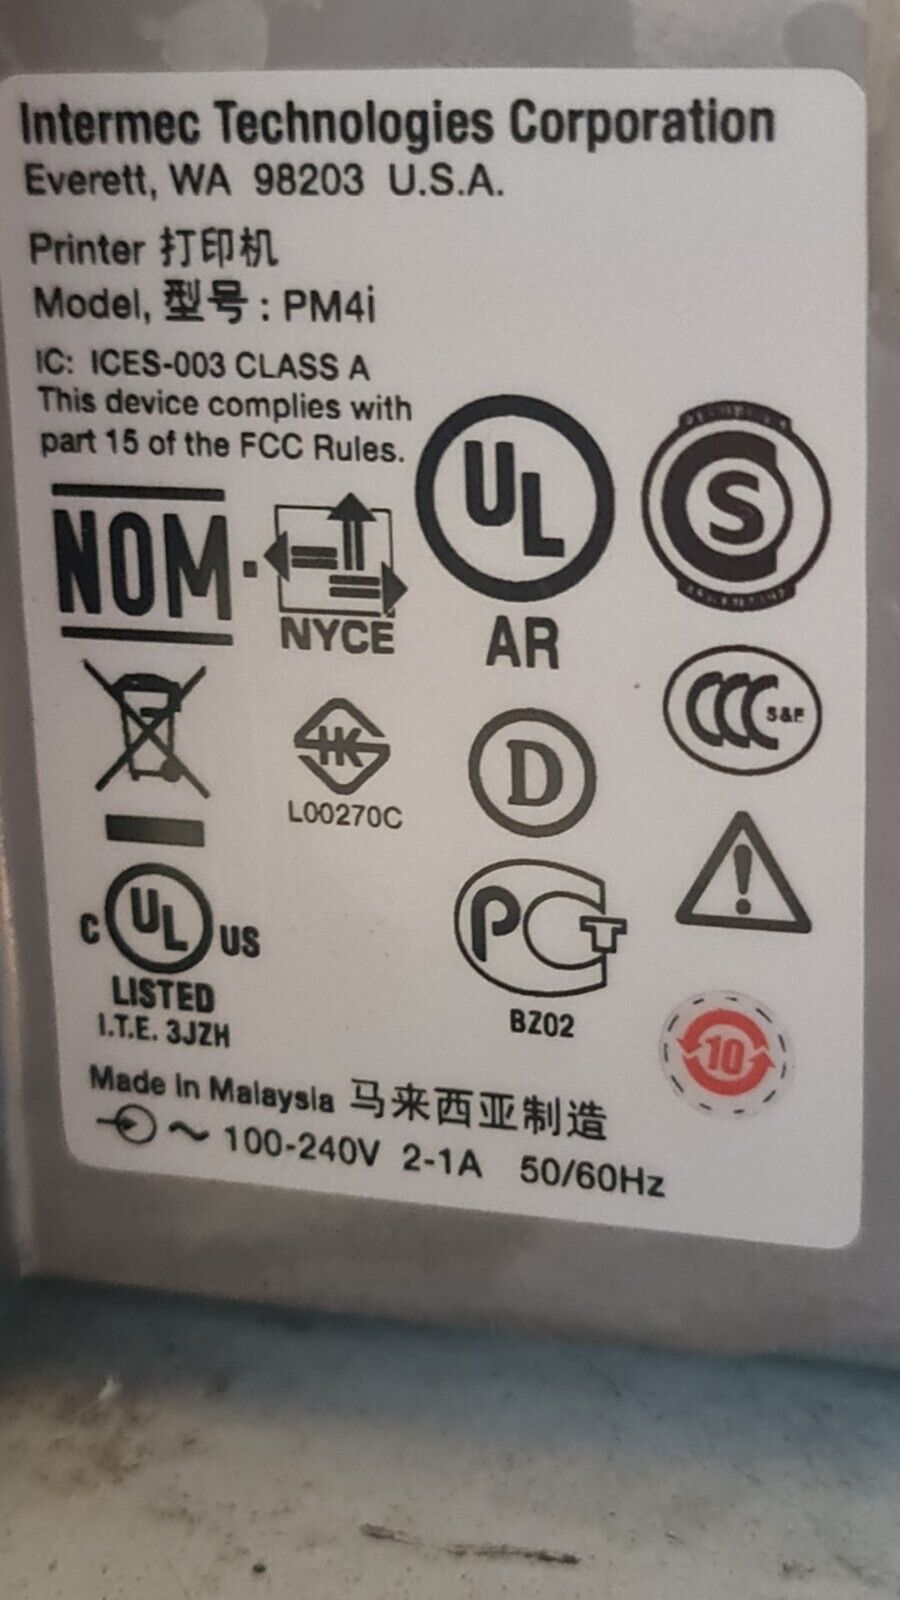 Intermec Technologies Corporation
Everett, WA 98203 U.S.A.
Printer 打印机
Model, 型号: PM4i
IC: ICES-003 CLASS A
This device complies with
part 15 of the FCC Rules.
UL
AR
S
NOM
NYCE
CCC S&E
L00270C
D
C UL US
LISTED
I.T.E. 3JZH
PCT
BZ02
10
Made in Malaysia 马来西亚制造
~ 100-240V 2-1A 50/60Hz